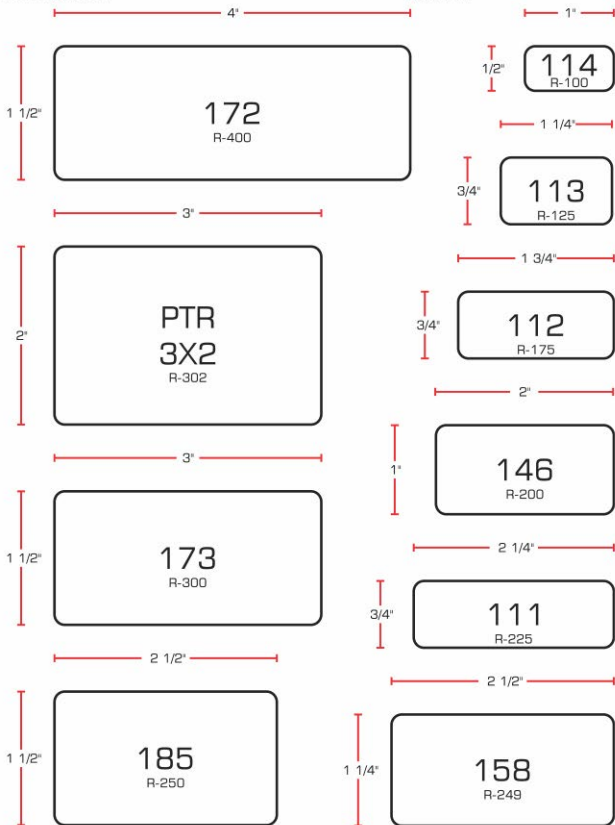 4"
1 1/2"
172
R-400
3"
2"
PTR
3X2
R-302
3"
1 1/2"
173
R-300
2 1/2"
1 1/2"
185
R-250
1"
1/2"
114
R-100
1 1/4"
3/4"
113
R-125
1 3/4"
3/4"
112
R-175
2"
1"
146
R-200
2 1/4"
3/4"
111
R-225
2 1/2"
1 1/4"
158
R-249